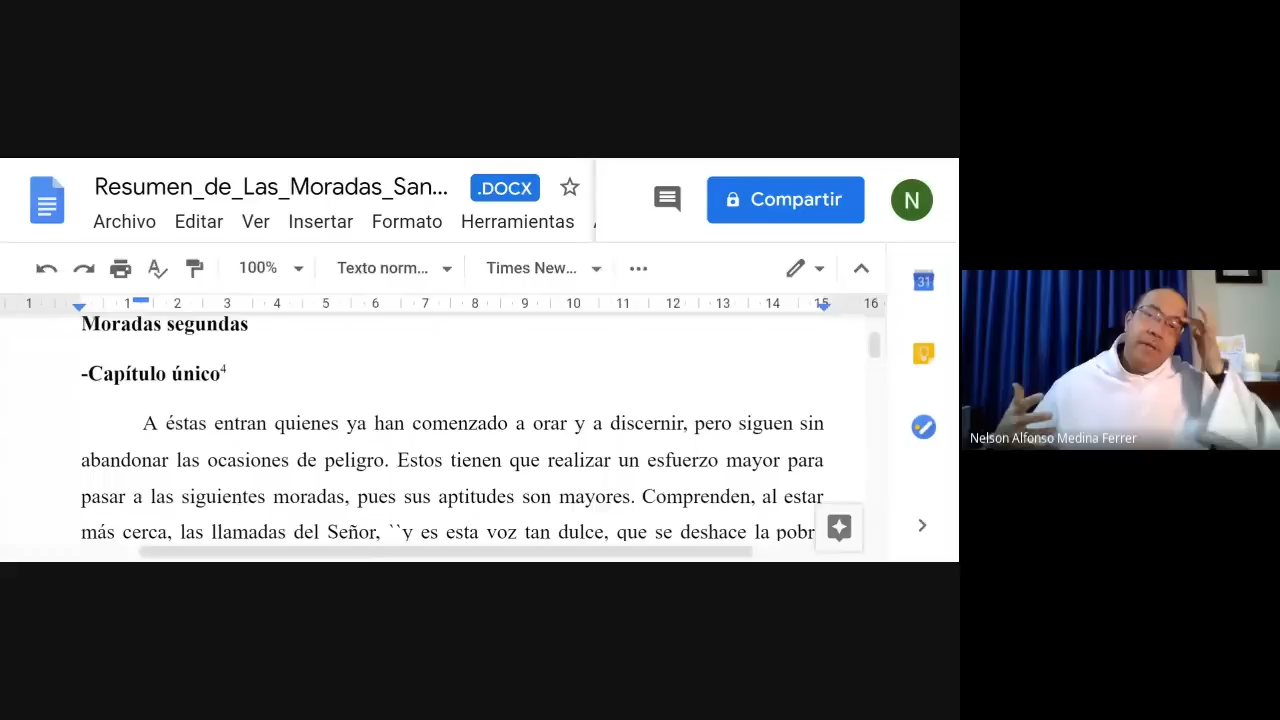 Resumen_de_Las_Moradas_San...
.DOCX
Compartir
N
Archivo Editar Ver Insertar Formato Herramientas
100% Texto norm... Times New...
31
1 1 2 3 4 5 6 7 8 9 10 11 12 13 14 15 16
Moradas segundas
-Capítulo único4
A éstas entran quienes ya han comenzado a orar y a discernir, pero siguen sin
abandonar las ocasiones de peligro. Estos tienen que realizar un esfuerzo mayor para
pasar a las siguientes moradas, pues sus aptitudes son mayores. Comprenden, al estar
más cerca, las llamadas del Señor, ``y es esta voz tan dulce, que se deshace la pobr
Nelson Alfonso Medina Ferrer